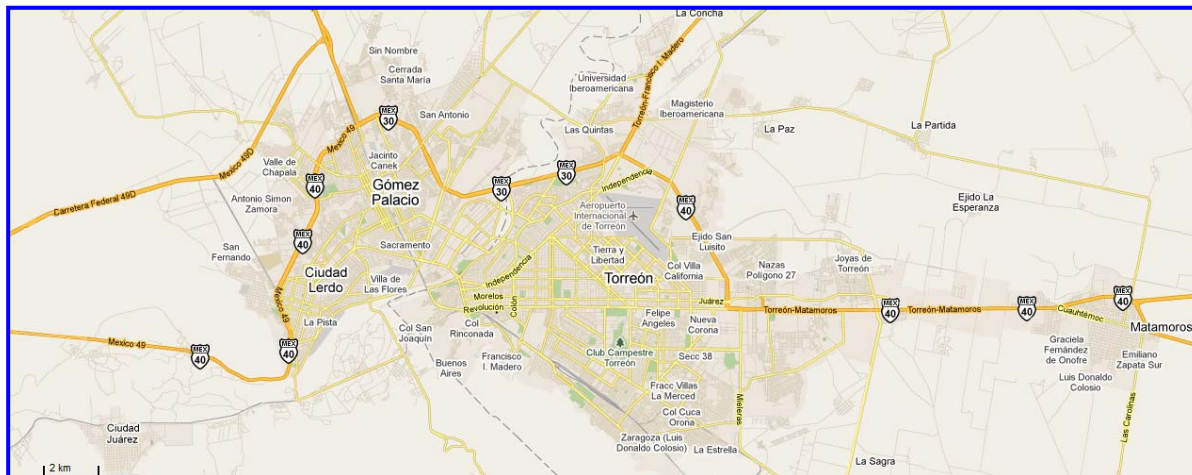 La Concha
Sin Nombre
Cerrada
Santa María
Universidad
Iberoamericana
Torreón-Francisco I. Madero
San Antonio
Magisterio
Iberoamericana
MEX
30
Mexico 49
Las Quintas
La Paz
La Partida
Mexico 49D
Valle de
Chapala
Jacinto
Canek
MEX
40
Gómez
Palacio
MEX
30
MEX
30
Independencia
Carretera Federal 49D
Antonio Simon
Zamora
Aeropuerto
Internacional
de Torreón
MEX
40
Ejido La
Esperanza
San
Fernando
MEX
40
Sacramento
Tierra y
Libertad
Ejido San
Luisito
Ciudad
Lerdo
Villa de
Las Flores
Independencia
Torreón
Col Villa
California
Nazas
Polígono 27
Joyas de
Torreón
Mexico 49
Morelos
Revolución
Colón
Juárez
Torreón-Matamoros
MEX
40
Torreón-Matamoros
MEX
40
Cuauhtémoc
MEX
40
Matamoros
La Pista
Col San
Joaquín
Col
Rinconada
Felipe
Ángeles
Nueva
Corona
Mexico 49
MEX
40
MEX
40
Buenos
Aires
Francisco
I. Madero
Club Campestre
Torreón
Secc 38
Graciela
Fernández
de Onofre
Emiliano
Zapata Sur
Luis Donaldo
Colosio
Fracc Villas
La Merced
Mieleras
Col Cuca
Orona
Las Carolinas
Ciudad
Juárez
Zaragoza (Luis
Donaldo Colosio)
La Estrella
La Sagra
2 km